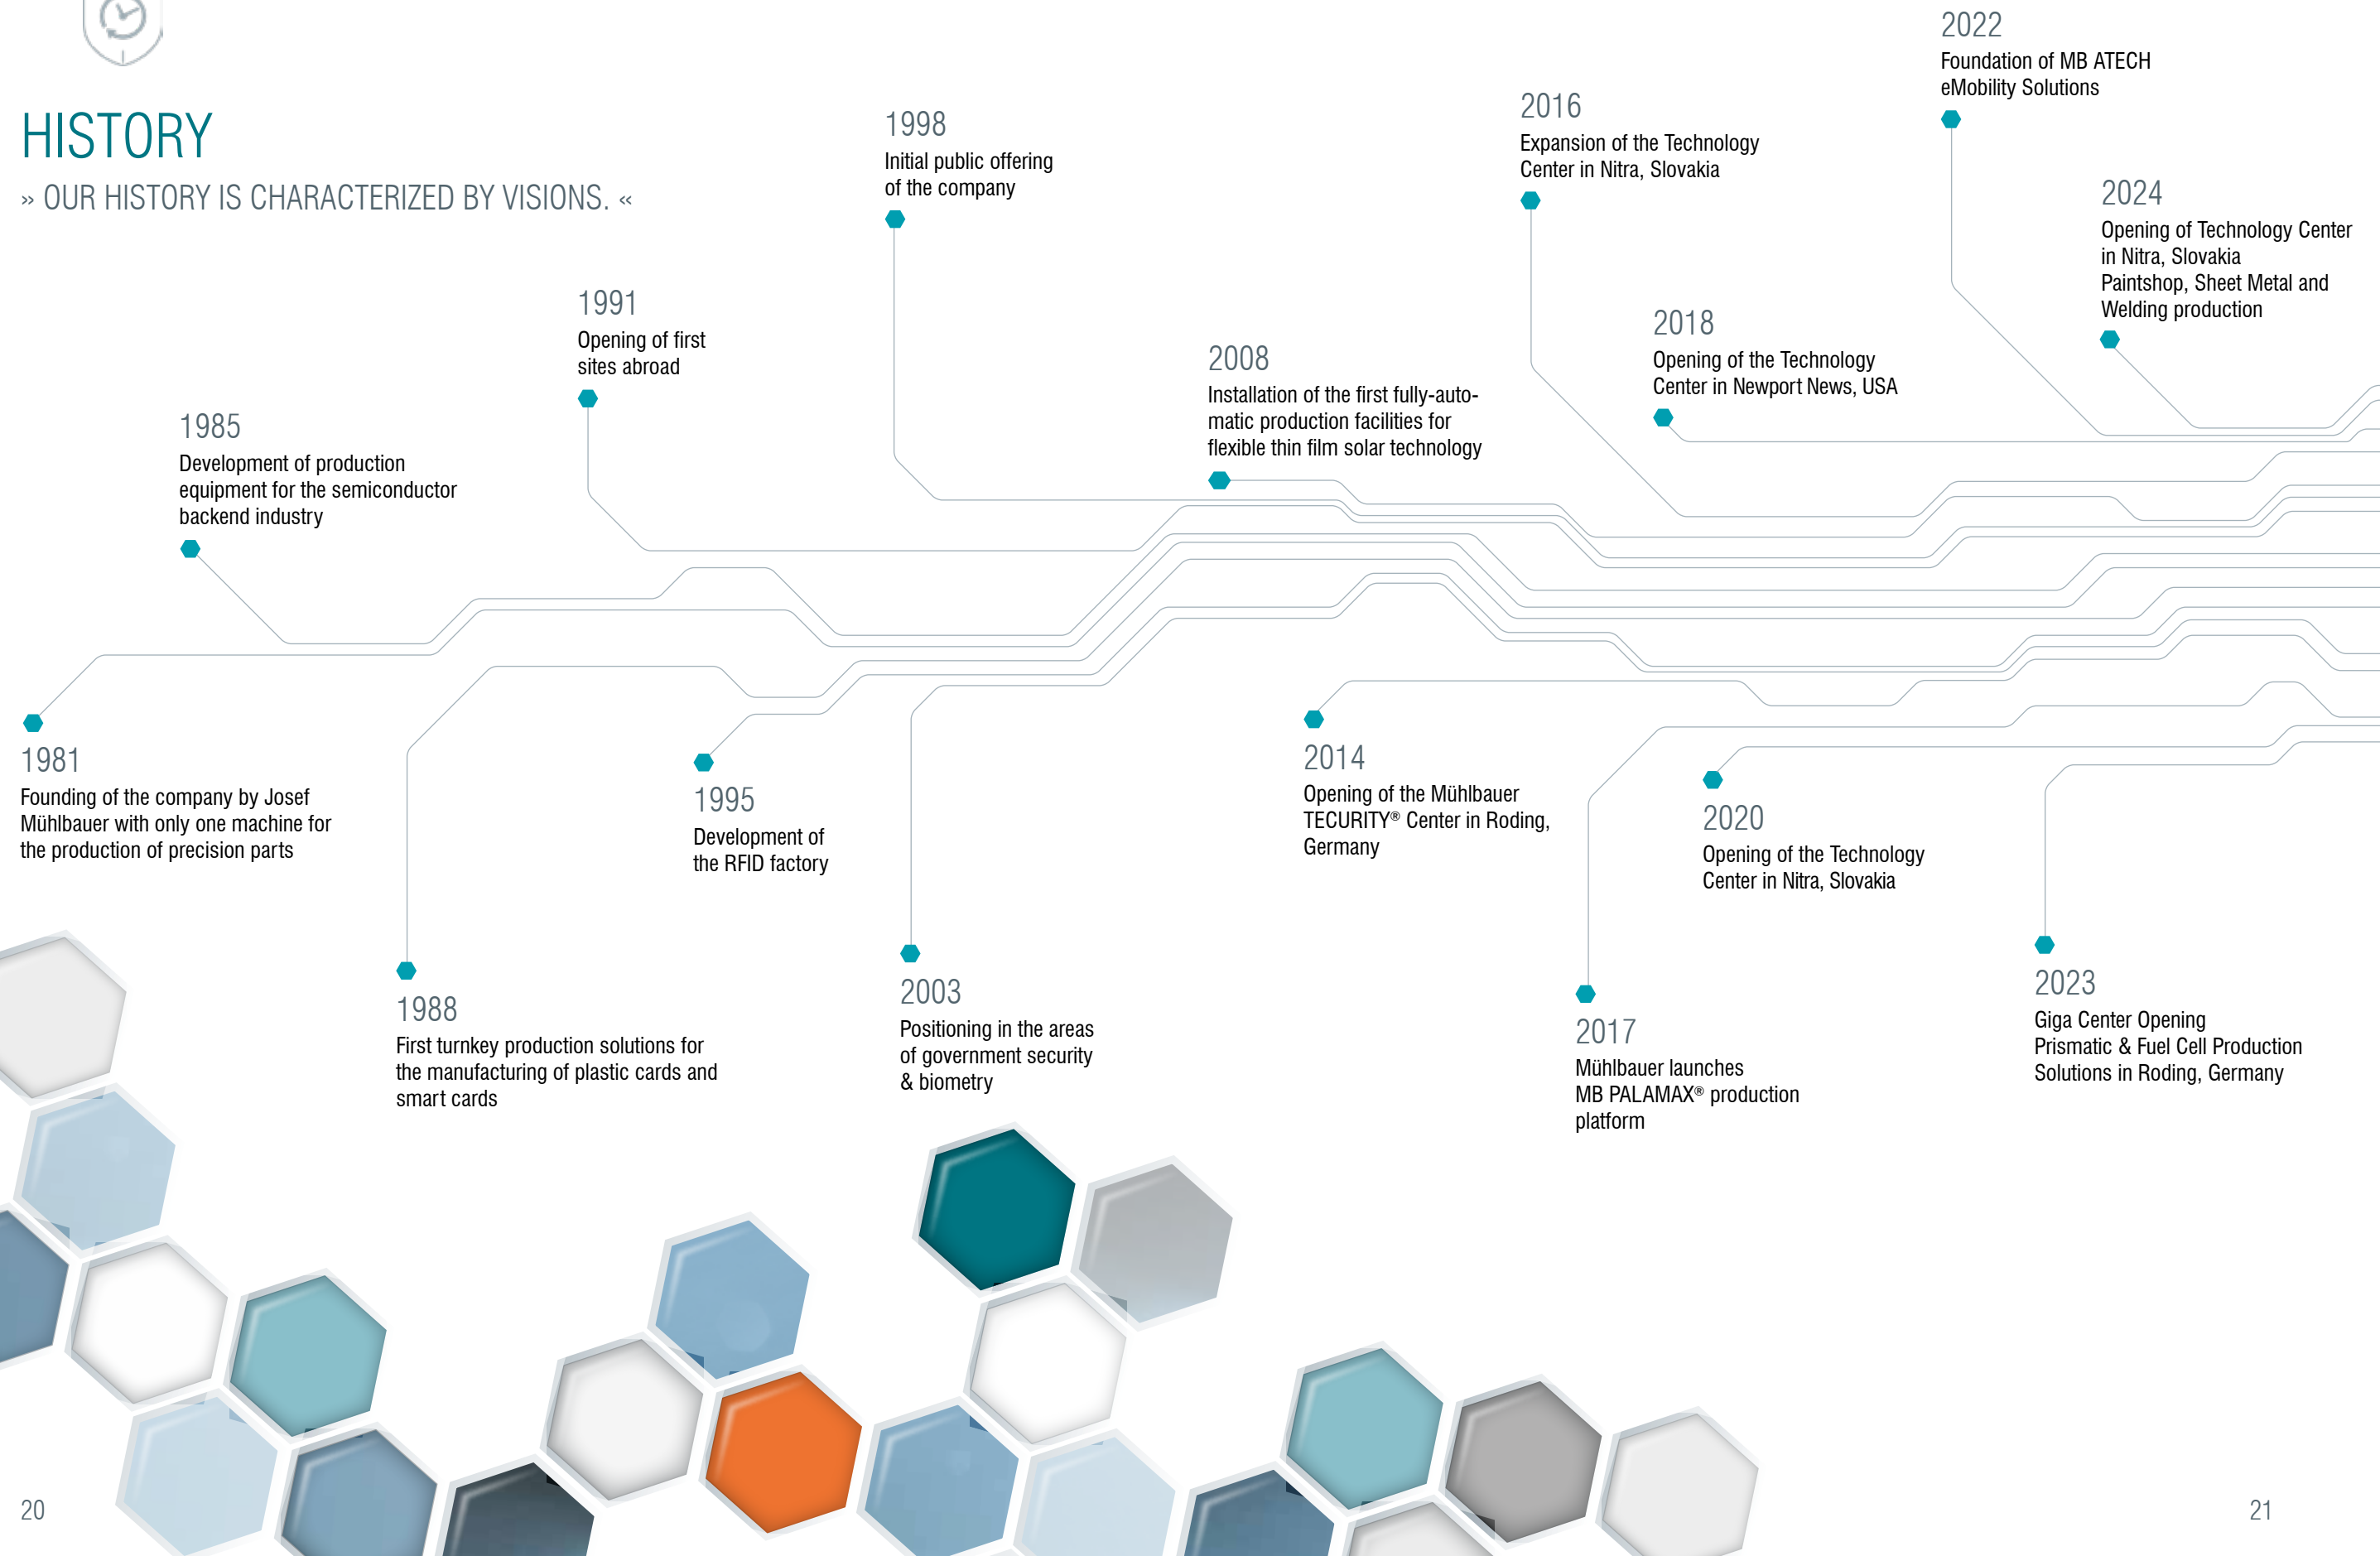 HISTORY
» OUR HISTORY IS CHARACTERIZED BY VISIONS. «
1981
Founding of the company by Josef
Mühlbauer with only one machine for
the production of precision parts
1985
Development of production
equipment for the semiconductor
backend industry
1988
First turnkey production solutions for
the manufacturing of plastic cards and
smart cards
1991
Opening of first
sites abroad
1995
Development of
the RFID factory
1998
Initial public offering
of the company
2003
Positioning in the areas
of government security
& biometry
2008
Installation of the first fully-auto-
matic production facilities for
flexible thin film solar technology
2014
Opening of the Mühlbauer
TECURITY® Center in Roding,
Germany
2016
Expansion of the Technology
Center in Nitra, Slovakia
2017
Mühlbauer launches
MB PALAMAX® production
platform
2018
Opening of the Technology
Center in Newport News, USA
2020
Opening of the Technology
Center in Nitra, Slovakia
2022
Foundation of MB ATECH
eMobility Solutions
2023
Giga Center Opening
Prismatic & Fuel Cell Production
Solutions in Roding, Germany
2024
Opening of Technology Center
in Nitra, Slovakia
Paintshop, Sheet Metal and
Welding production
20
21